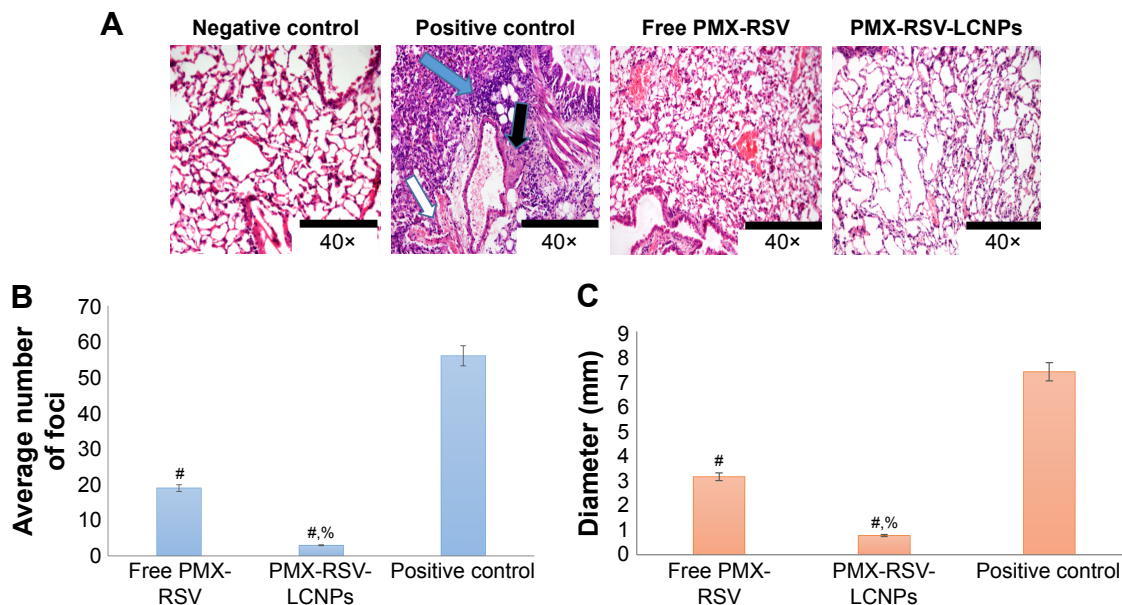 A
Negative control
Positive control
Free PMX-RSV
PMX-RSV-LCNPs
40×
40×
40×
40×
B
Average number
of foci
70
60
50
40
30
20
10
0
#
#,%
Free PMX-
RSV
PMX-RSV-
LCNPs
Positive control
C
Diameter (mm)
9
8
7
6
5
4
3
2
1
0
#
#,%
Free PMX-
RSV
PMX-RSV-
LCNPs
Positive control